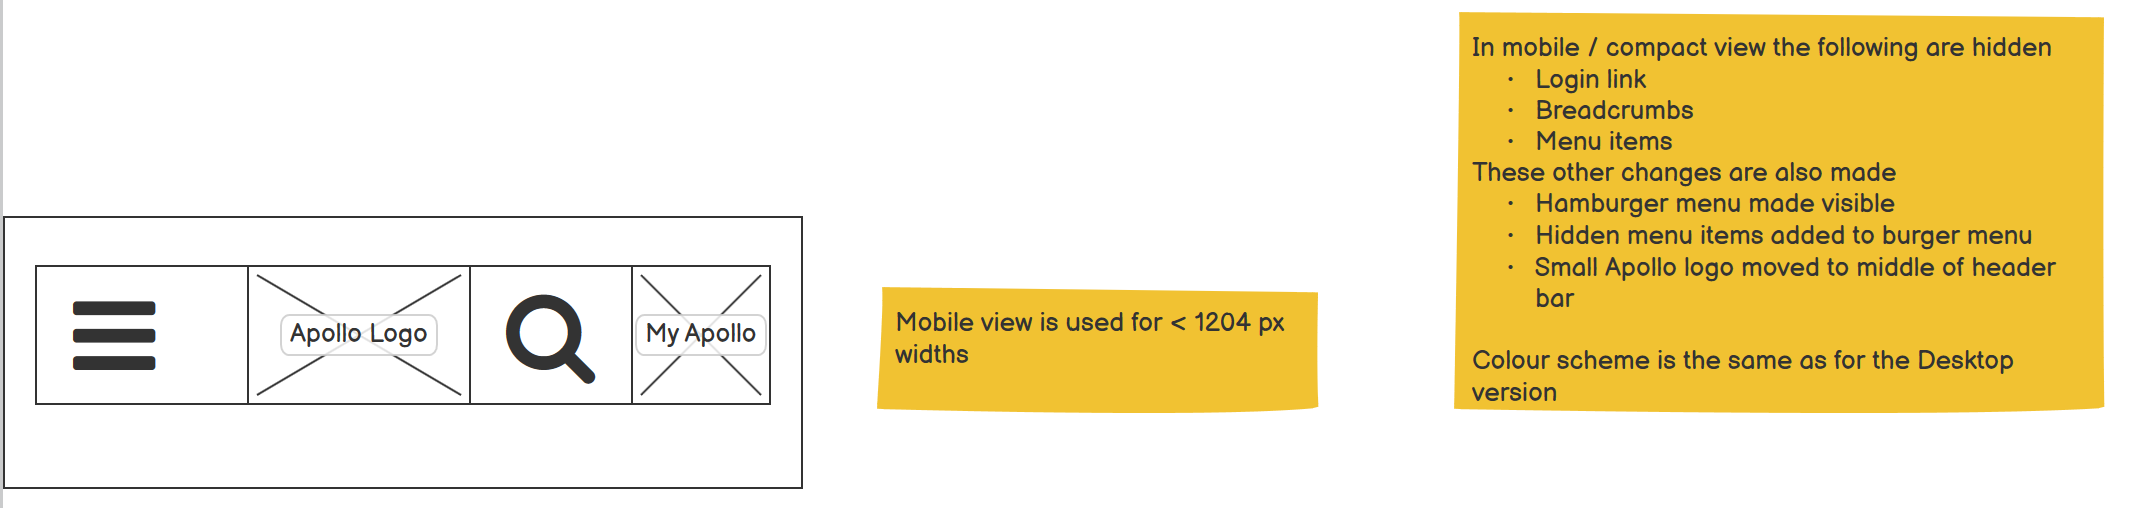 Apollo Logo
My Apollo
Mobile view is used for < 1204 px
widths
In mobile / compact view the following are hidden
• Login link
• Breadcrumbs
• Menu items
These other changes are also made
• Hamburger menu made visible
• Hidden menu items added to burger menu
• Small Apollo logo moved to middle of header
bar
Colour scheme is the same as for the Desktop
version